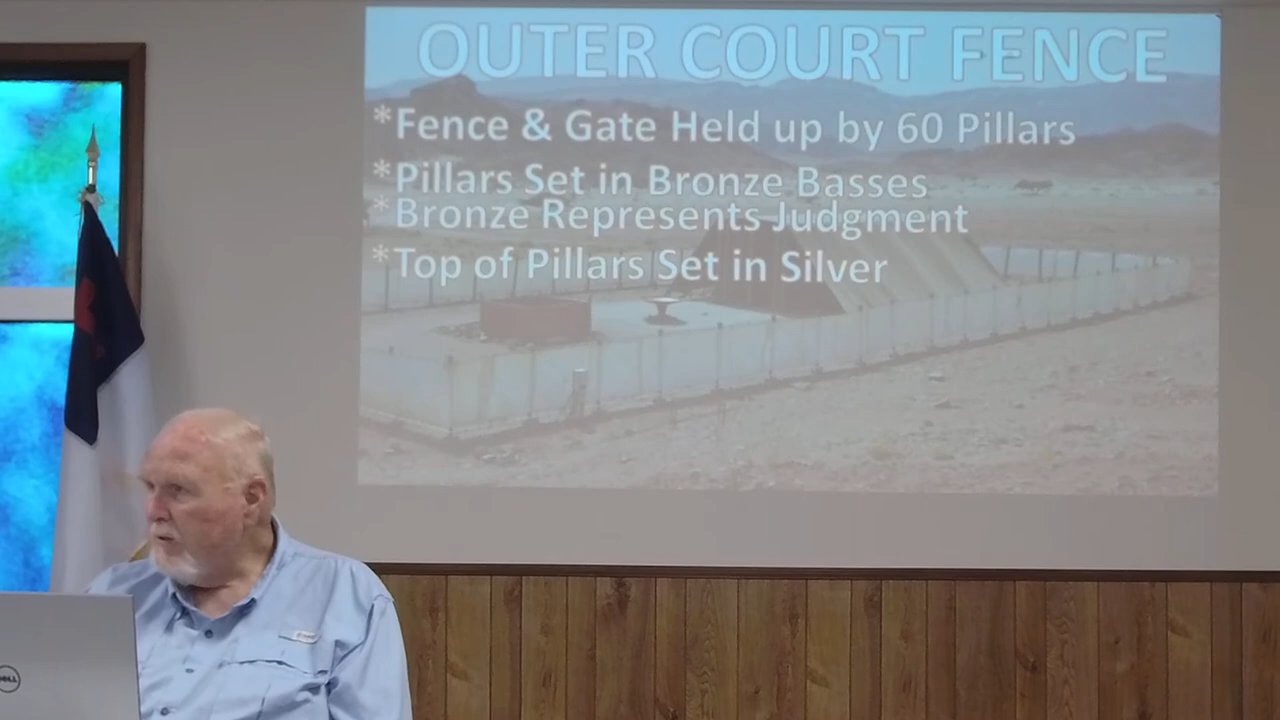 OUTER COURT FENCE
*Fence & Gate Held up by 60 Pillars
*Pillars Set in Bronze Basses
*Bronze Represents Judgment
*Top of Pillars Set in Silver
DELL